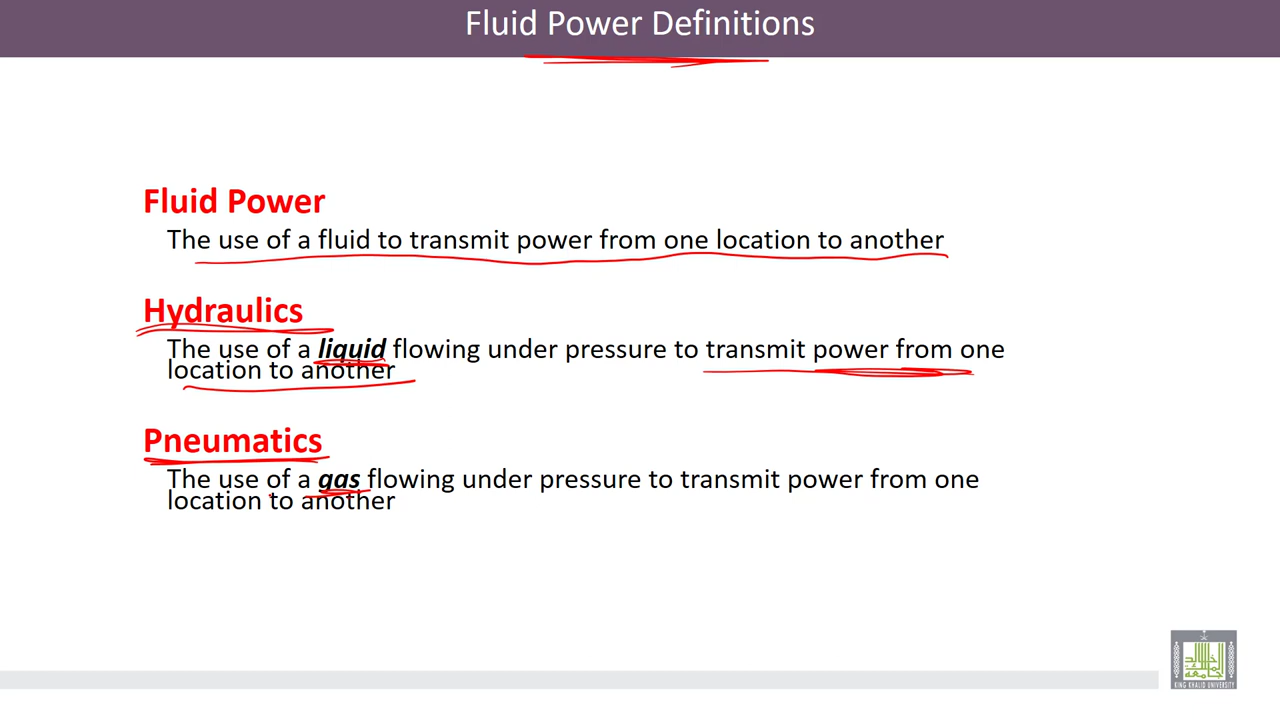 Fluid Power Definitions
Fluid Power
The use of a fluid to transmit power from one location to another
Hydraulics
The use of a liquid flowing under pressure to transmit power from one
location to another
Pneumatics
The use of a gas flowing under pressure to transmit power from one
location to another
KING KHALID UNIVERSITY